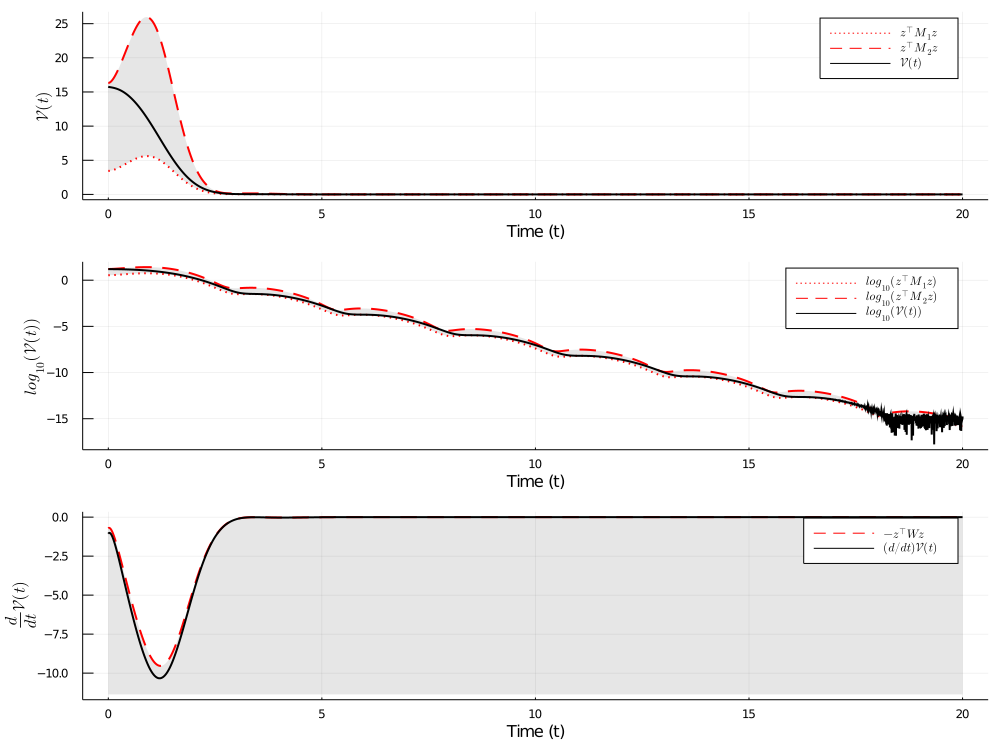 25
20
15
10
5
0
𝒱(t)
z⊤M₁z
z⊤M₂z
𝒱(t)
0 5 10 15 20
Time (t)
0
−5
−10
−15
log₁₀(𝒱(t))
log₁₀(z⊤M₁z)
log₁₀(z⊤M₂z)
log₁₀(𝒱(t))
0 5 10 15 20
Time (t)
0.0
−2.5
−5.0
−7.5
−10.0
d/dt 𝒱(t)
−z⊤Wz
(d/dt)𝒱(t)
0 5 10 15 20
Time (t)